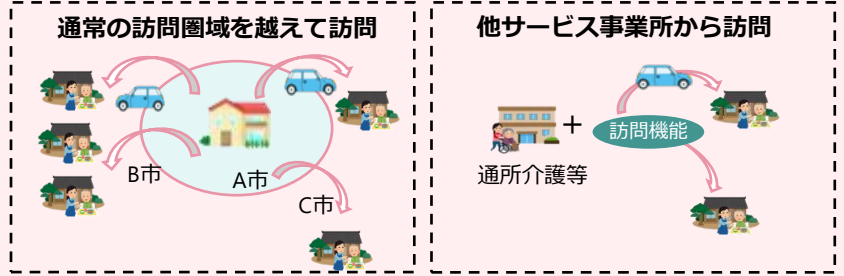 通常の訪問圏域を越えて訪問
B市
A市
C市
他サービス事業所から訪問
+
訪問機能
通所介護等